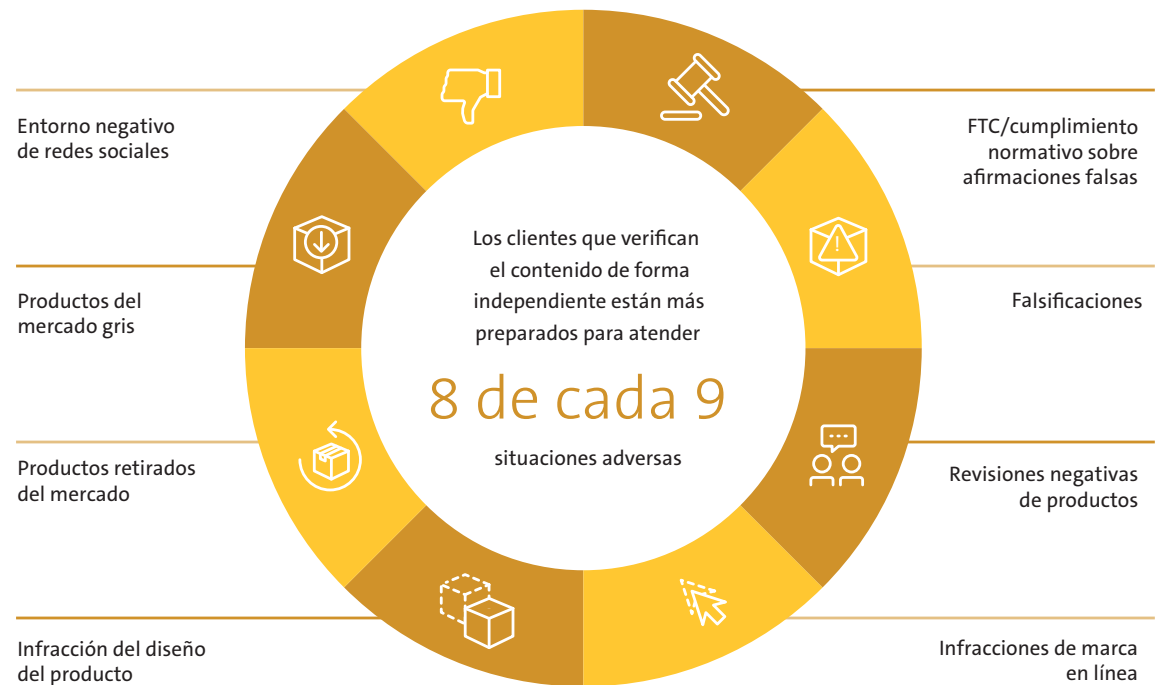 Entorno negativo
de redes sociales
Productos del
mercado gris
Productos retirados
del mercado
Infracción del diseño
del producto
Los clientes que verifican
el contenido de forma
independiente están más
preparados para atender
8 de cada 9
situaciones adversas
FTC/cumplimiento
normativo sobre
afirmaciones falsas
Falsificaciones
Revisiones negativas
de productos
Infracciones de marca
en línea